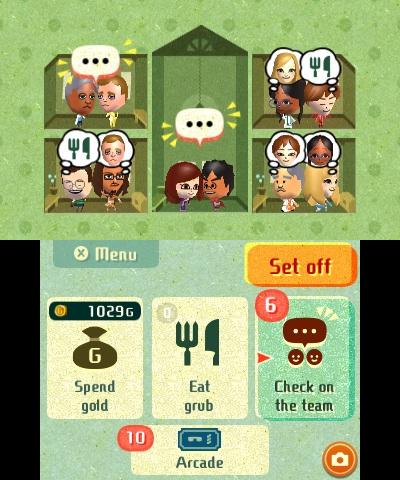 ...
...
X Menu
Set off
1029G
0
6
G
Spend
gold
Eat
grub
...
Check on
the team
10
Arcade